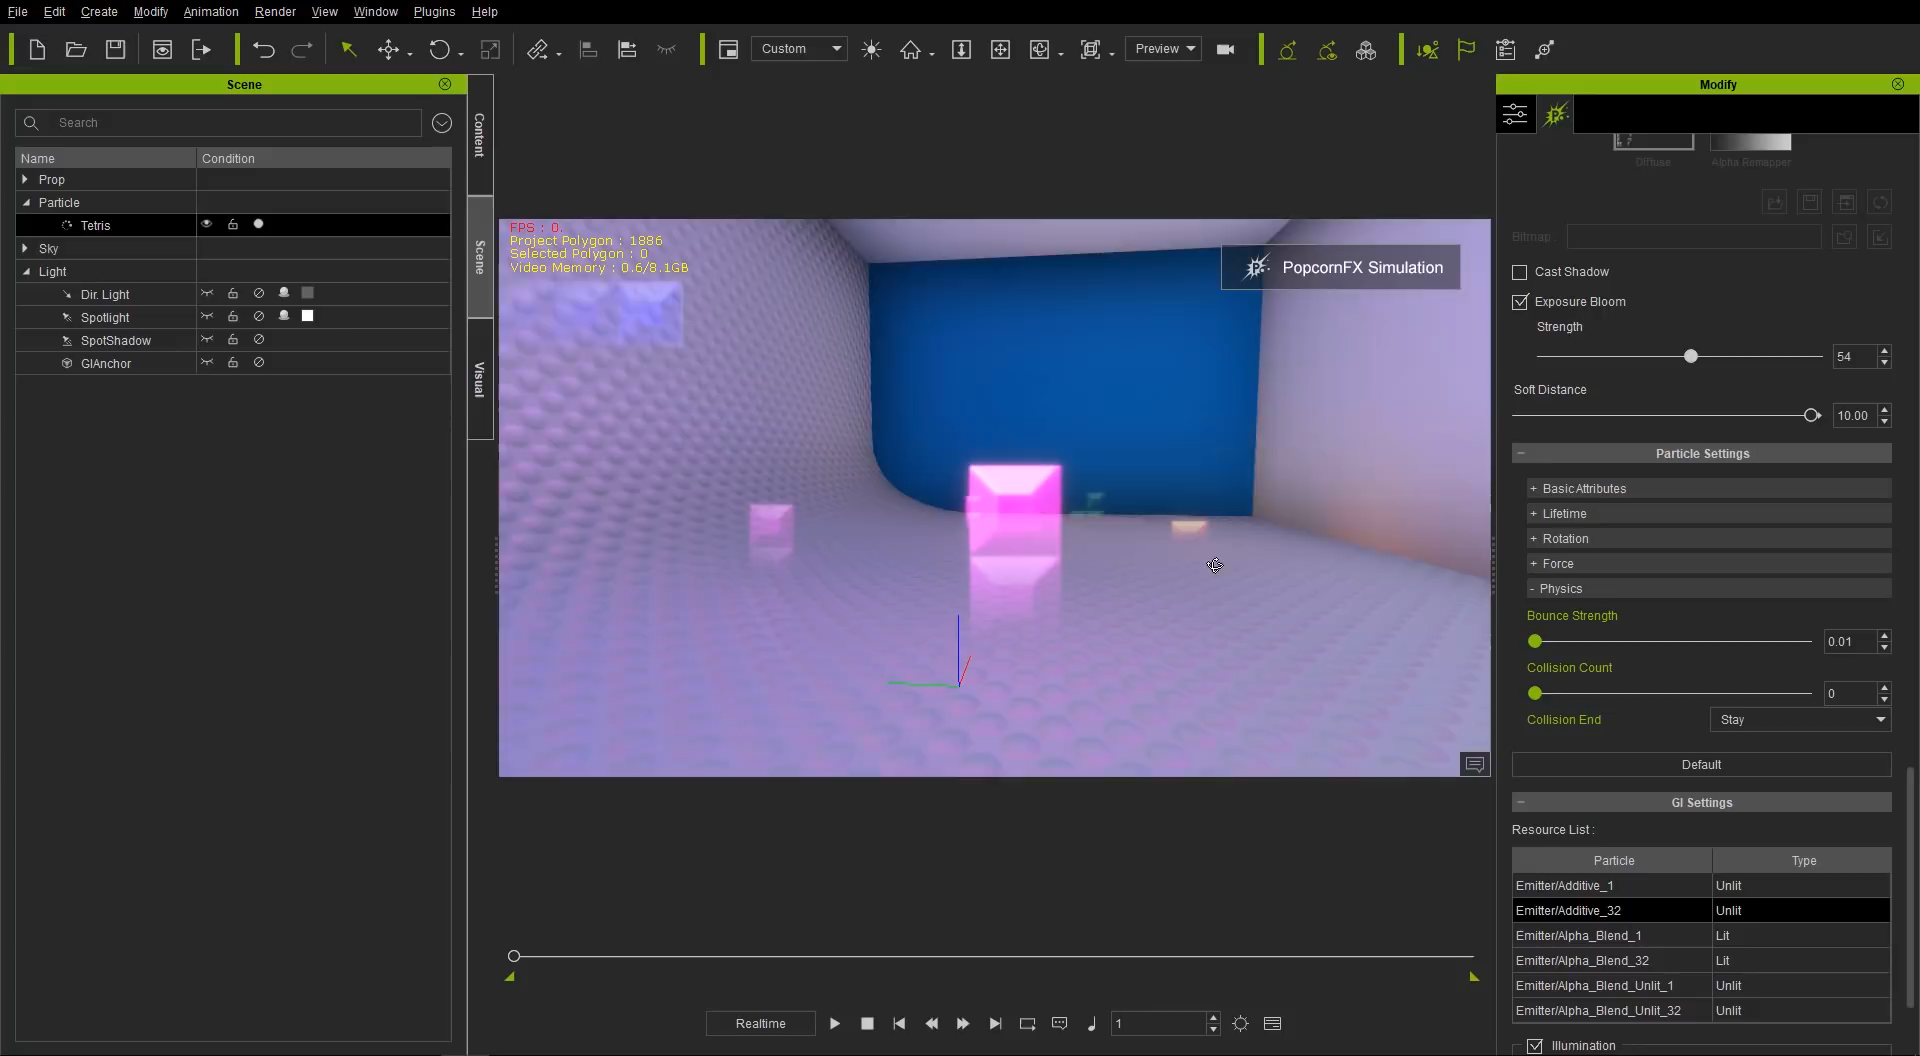 File Edit Create Modify Animation Render View Window Plugins Help
Custom
Preview
Scene
Search
Name Condition
Prop
Particle
Tetris
Sky
Light
Dir. Light
Spotlight
SpotShadow
GIAnchor
Content
Scene
Visual
FPS : 0.
Project Polygon : 1886
Selected Polygon : 0
Video Memory : 0.6/8.1GB
PopcornFX Simulation
Realtime
1
Modify
Diffuse
Alpha Remapper
Bitmap :
Cast Shadow
Exposure Bloom
Strength
54
Soft Distance
10.00
Particle Settings
+ Basic Attributes
+ Lifetime
+ Rotation
+ Force
- Physics
Bounce Strength
0.01
Collision Count
0
Collision End
Stay
Default
GI Settings
Resource List :
Particle Type
Emitter/Additive_1 Unlit
Emitter/Additive_32 Unlit
Emitter/Alpha_Blend_1 Lit
Emitter/Alpha_Blend_32 Lit
Emitter/Alpha_Blend_Unlit_1 Unlit
Emitter/Alpha_Blend_Unlit_32 Unlit
Illumination